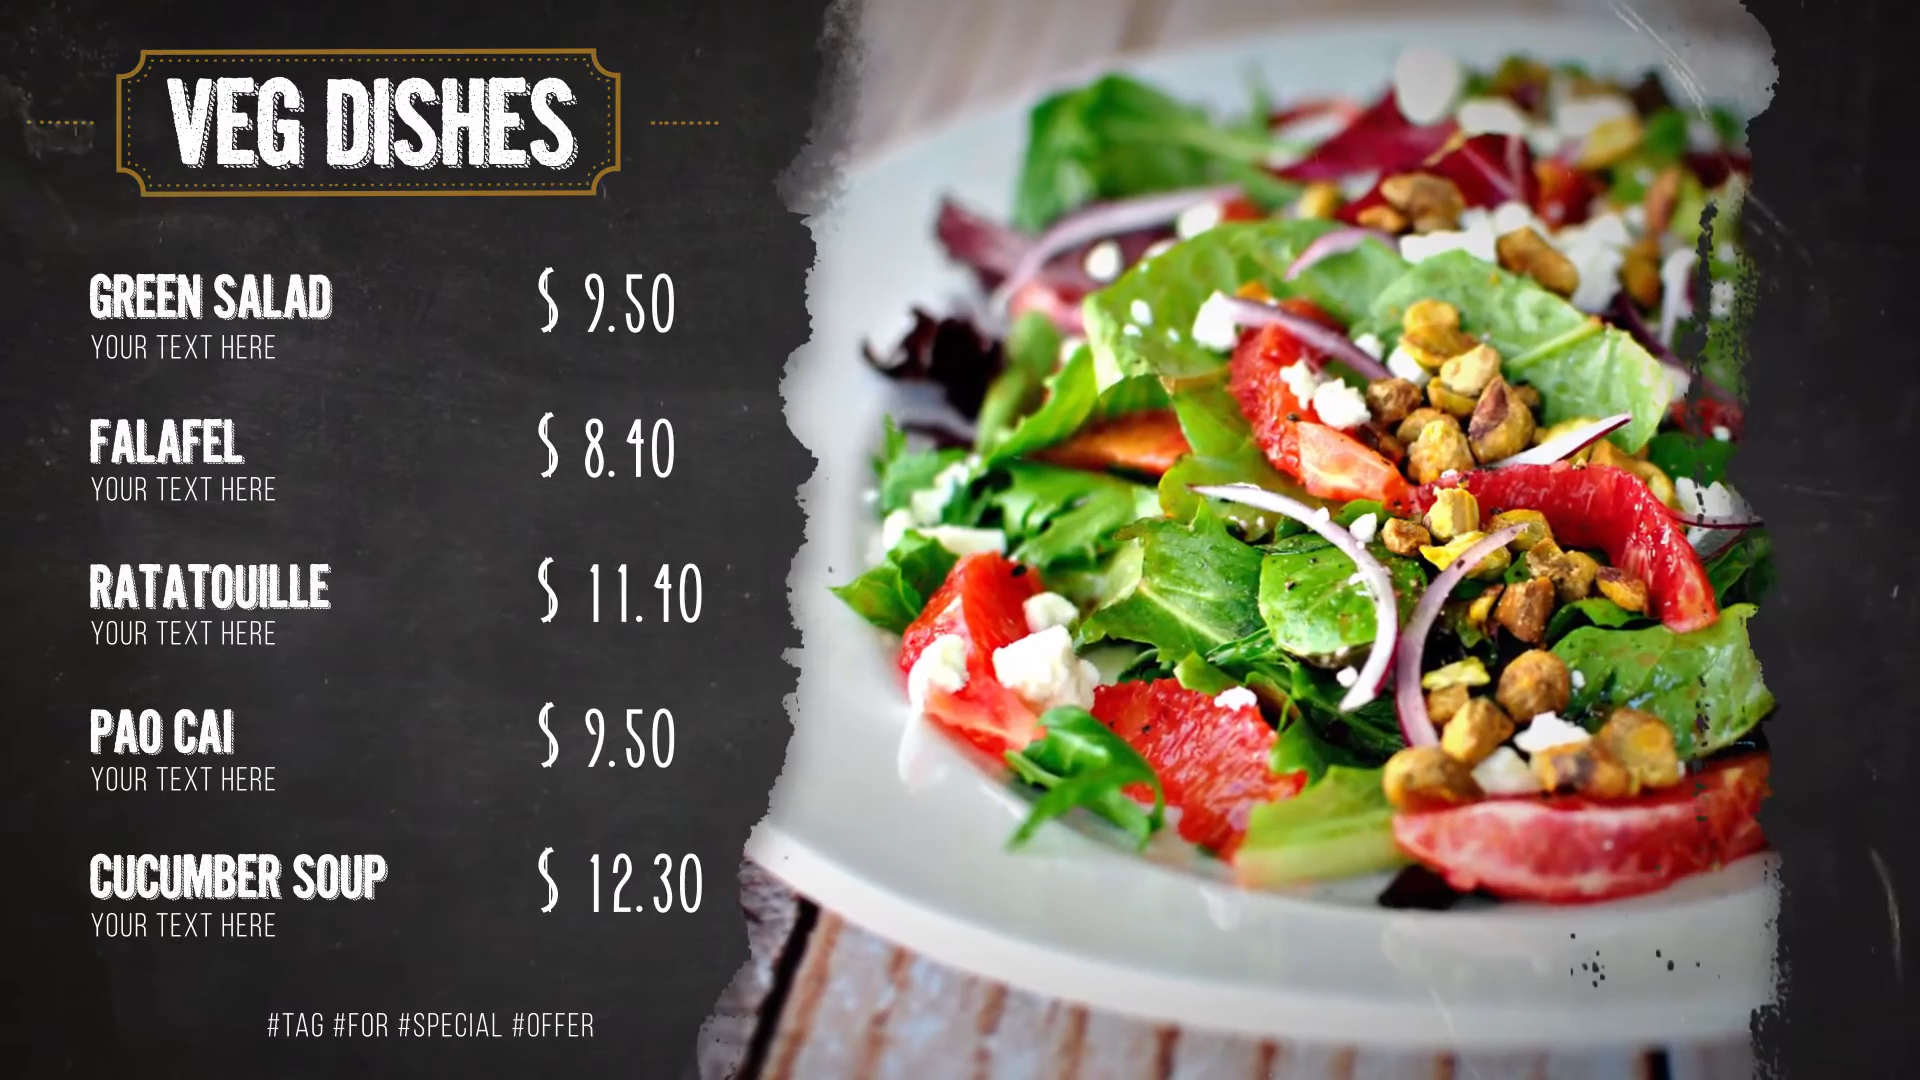 VEG DISHES
GREEN SALAD $ 9.50
YOUR TEXT HERE
FALAFEL $ 8.40
YOUR TEXT HERE
RATATOUILLE $ 11.40
YOUR TEXT HERE
PAO CAI $ 9.50
YOUR TEXT HERE
CUCUMBER SOUP $ 12.30
YOUR TEXT HERE
#TAG #FOR #SPECIAL #OFFER